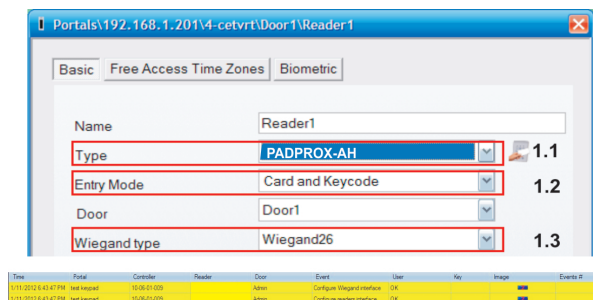 Portals\192.168.1.201\4-cetvrt\Door1\Reader1
Basic Free Access Time Zones Biometric
Name Reader1
Type PADPROX-AH 1.1
Entry Mode Card and Keycode 1.2
Door Door1
Wiegand type Wiegand26 1.3
Time Portal Controller Reader Door Event User Key Image Events #
1/11/2012 6:43:47 PM test keypad 10-06-01-009 Admin Configure Wiegand interface OK
1/11/2012 6:43:47 PM test keypad 10-06-01-009 Admin Configure readers interface OK